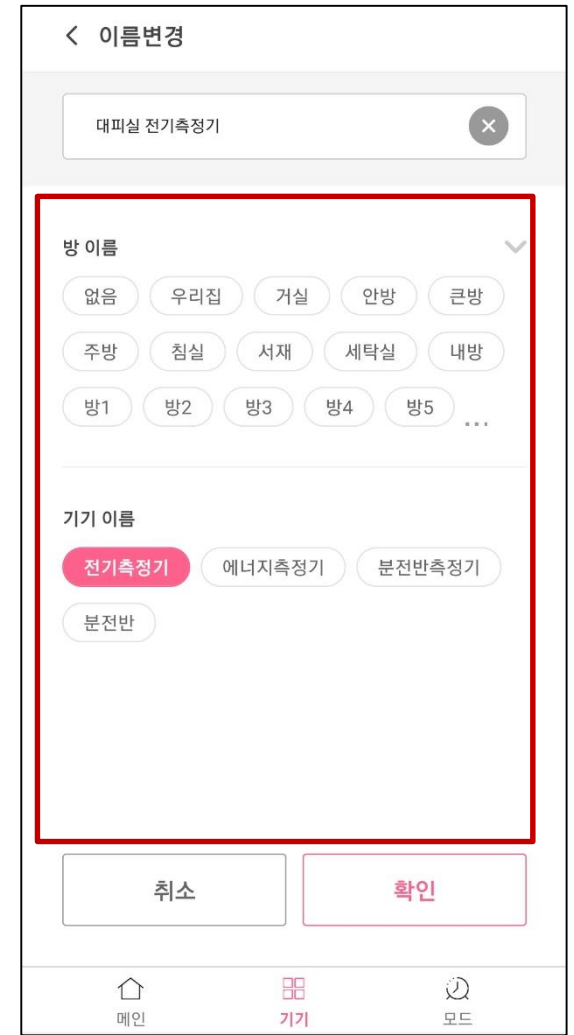 이름변경
대피실 전기측정기
방 이름
없음 우리집 거실 안방 큰방
주방 침실 서재 세탁실 내방
방1 방2 방3 방4 방5 ...
기기 이름
전기측정기 에너지측정기 분전반측정기
분전반
취소 확인
메인 기기 모드